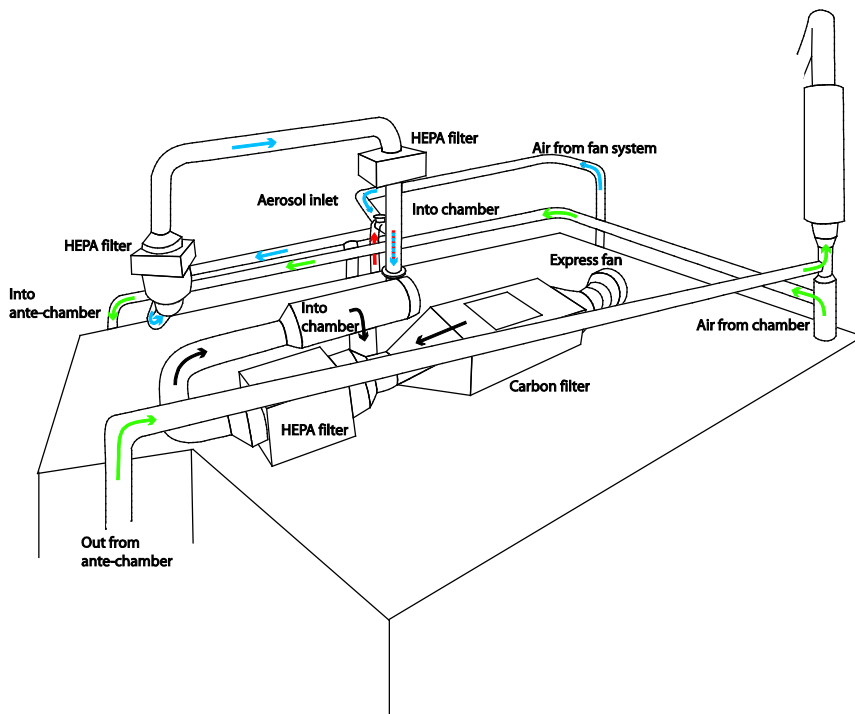 HEPA filter
Air from fan system
Aerosol inlet
Into chamber
HEPA filter
Express fan
Into
ante-chamber
Into
chamber
Air from chamber
Carbon filter
HEPA filter
Out from
ante-chamber